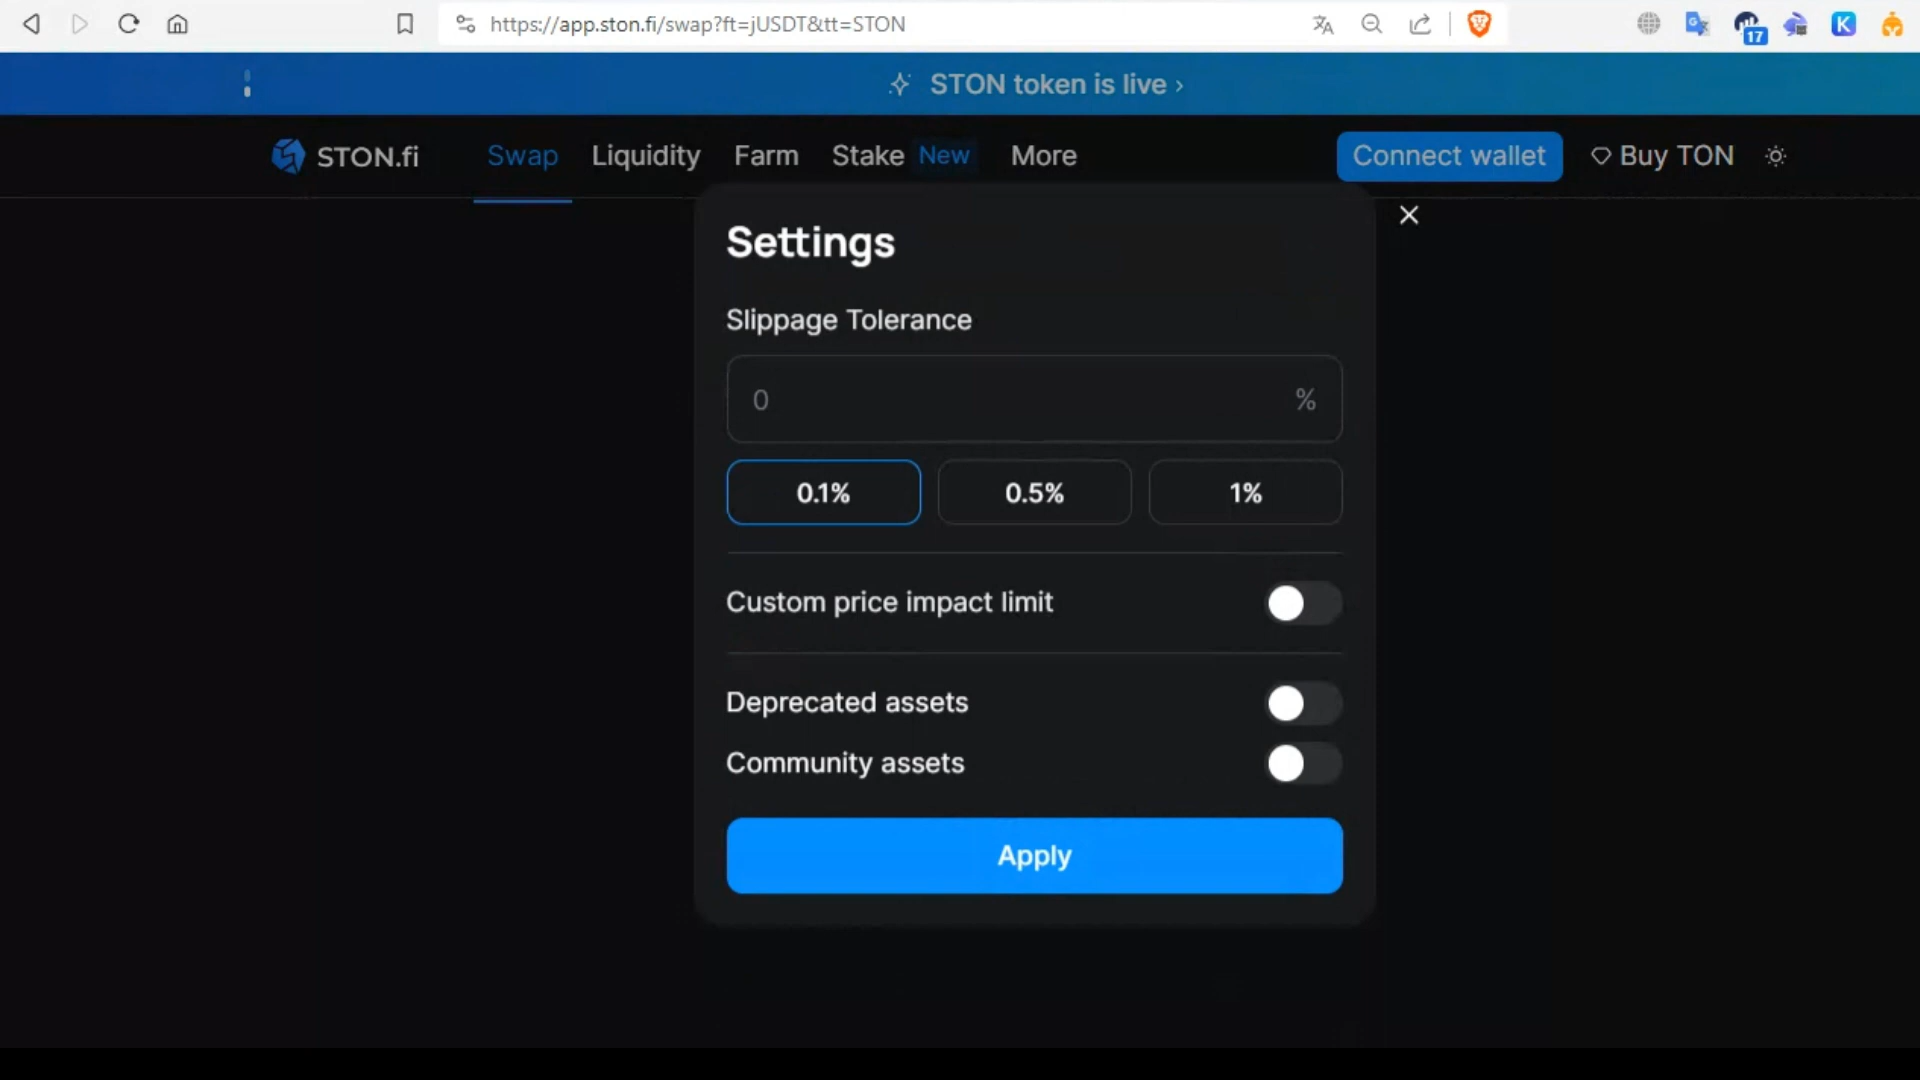 https://app.ston.fi/swap?ft=jUSDT&tt=STON
17
K
STON token is live ›
STON.fi
Swap
Liquidity
Farm
Stake New
More
Connect wallet
Buy TON
Settings
Slippage Tolerance
0 %
0.1% 0.5% 1%
Custom price impact limit
Deprecated assets
Community assets
Apply